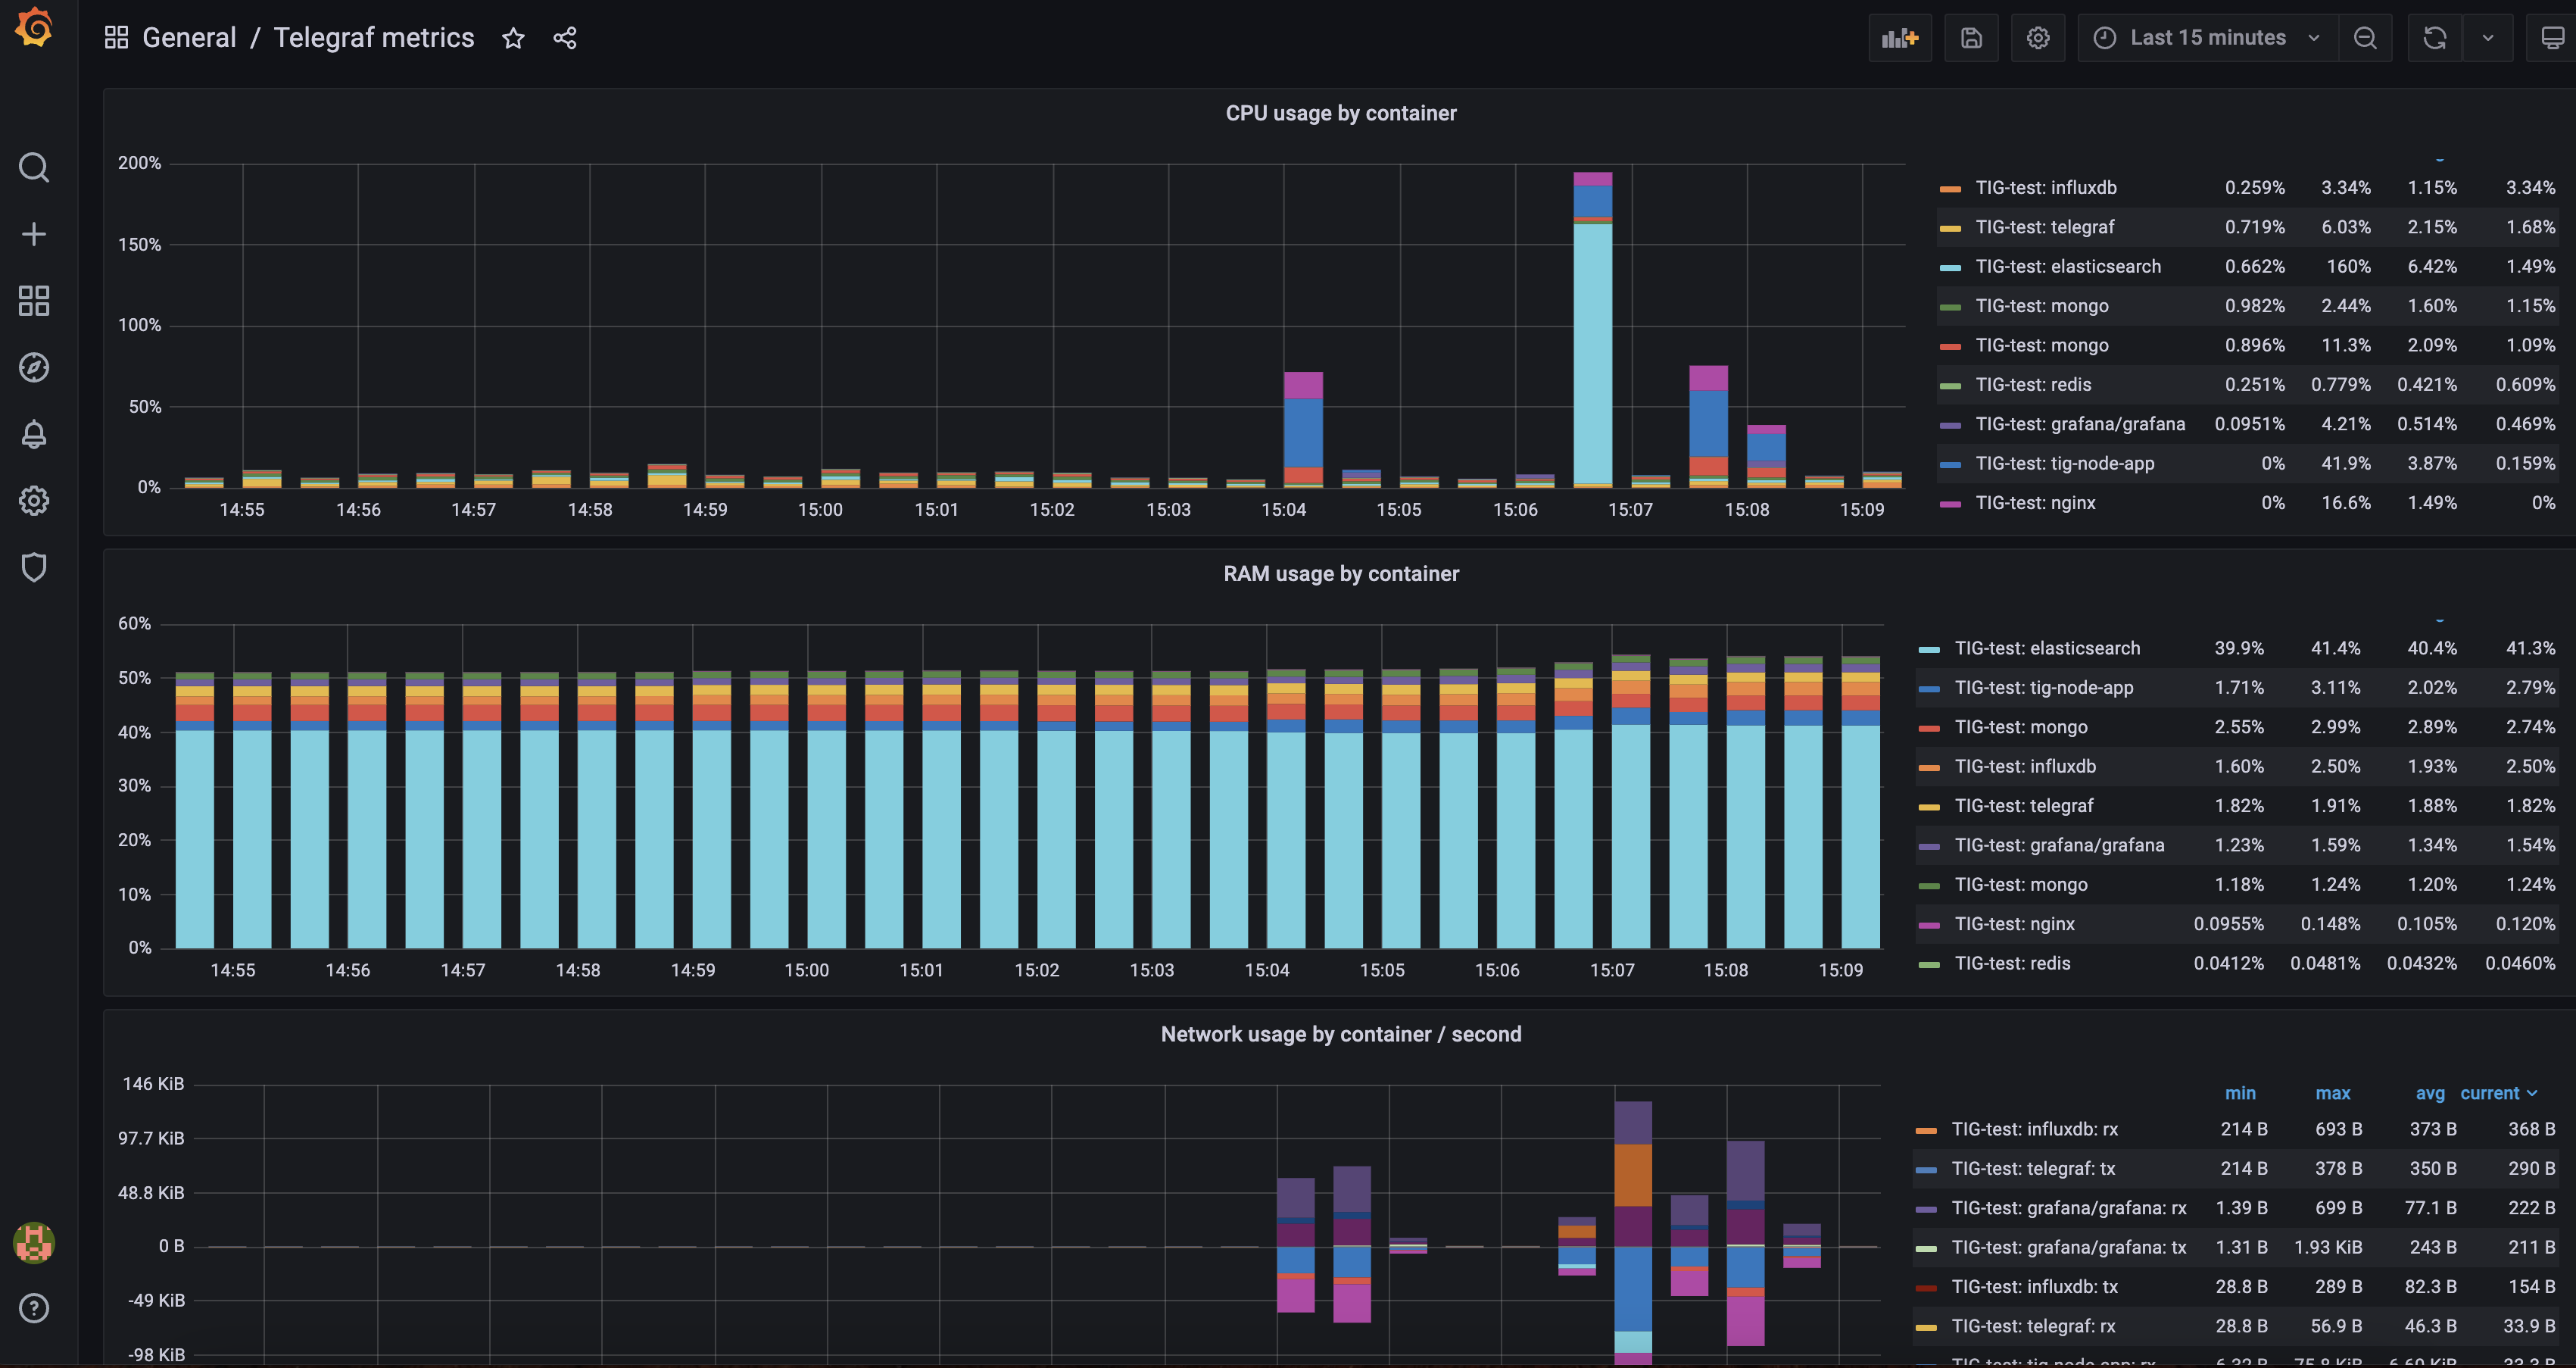 General / Telegraf metrics
Last 15 minutes
CPU usage by container
200%
150%
100%
50%
0%
14:55 14:56 14:57 14:58 14:59 15:00 15:01 15:02 15:03 15:04 15:05 15:06 15:07 15:08 15:09
TIG-test: influxdb 0.259% 3.34% 1.15% 3.34%
TIG-test: telegraf 0.719% 6.03% 2.15% 1.68%
TIG-test: elasticsearch 0.662% 160% 6.42% 1.49%
TIG-test: mongo 0.982% 2.44% 1.60% 1.15%
TIG-test: mongo 0.896% 11.3% 2.09% 1.09%
TIG-test: redis 0.251% 0.779% 0.421% 0.609%
TIG-test: grafana/grafana 0.0951% 4.21% 0.514% 0.469%
TIG-test: tig-node-app 0% 41.9% 3.87% 0.159%
TIG-test: nginx 0% 16.6% 1.49% 0%
RAM usage by container
60%
50%
40%
30%
20%
10%
0%
14:55 14:56 14:57 14:58 14:59 15:00 15:01 15:02 15:03 15:04 15:05 15:06 15:07 15:08 15:09
TIG-test: elasticsearch 39.9% 41.4% 40.4% 41.3%
TIG-test: tig-node-app 1.71% 3.11% 2.02% 2.79%
TIG-test: mongo 2.55% 2.99% 2.89% 2.74%
TIG-test: influxdb 1.60% 2.50% 1.93% 2.50%
TIG-test: telegraf 1.82% 1.91% 1.88% 1.82%
TIG-test: grafana/grafana 1.23% 1.59% 1.34% 1.54%
TIG-test: mongo 1.18% 1.24% 1.20% 1.24%
TIG-test: nginx 0.0955% 0.148% 0.105% 0.120%
TIG-test: redis 0.0412% 0.0481% 0.0432% 0.0460%
Network usage by container / second
146 KiB
97.7 KiB
48.8 KiB
0 B
-49 KiB
-98 KiB
min max avg current
TIG-test: influxdb: rx 214 B 693 B 373 B 368 B
TIG-test: telegraf: tx 214 B 378 B 350 B 290 B
TIG-test: grafana/grafana: rx 1.39 B 699 B 77.1 B 222 B
TIG-test: grafana/grafana: tx 1.31 B 1.93 KiB 243 B 211 B
TIG-test: influxdb: tx 28.8 B 289 B 82.3 B 154 B
TIG-test: telegraf: rx 28.8 B 56.9 B 46.3 B 33.9 B
TIG-test: tig-node-app: rx